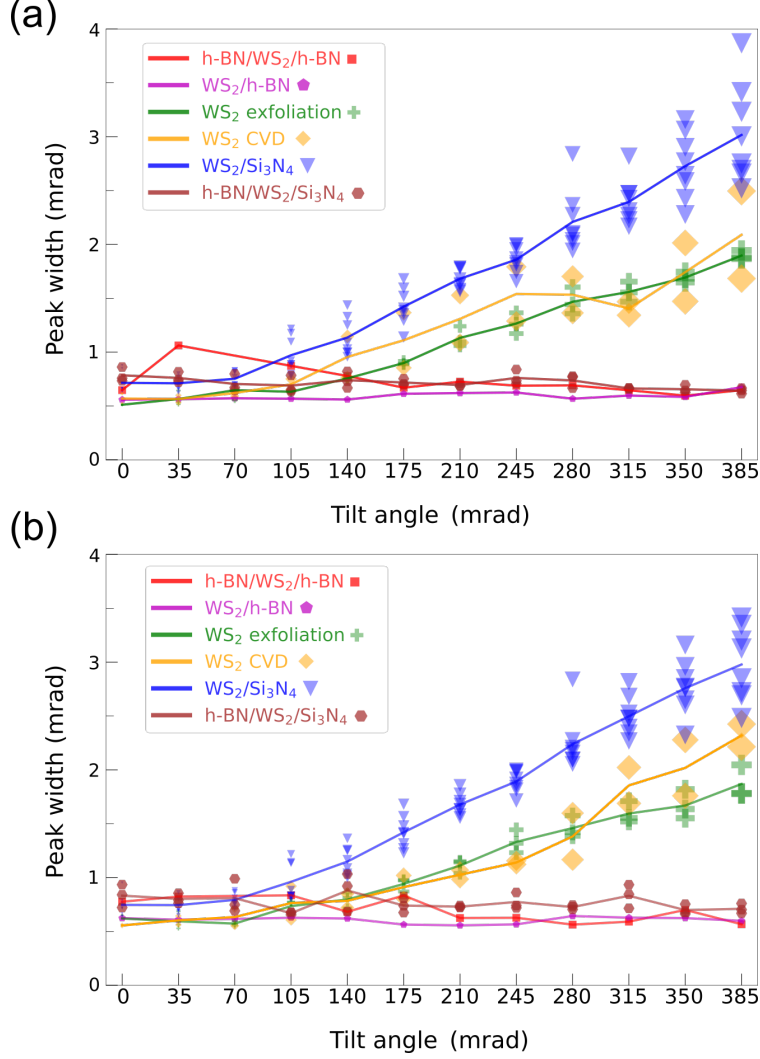 (a)
4
3
2
1
0
Peak width (mrad)
h-BN/WS₂/h-BN
WS₂/h-BN
WS₂ exfoliation
WS₂ CVD
WS₂/Si₃N₄
h-BN/WS₂/Si₃N₄
0 35 70 105 140 175 210 245 280 315 350 385
Tilt angle (mrad)
(b)
4
3
2
1
0
Peak width (mrad)
h-BN/WS₂/h-BN
WS₂/h-BN
WS₂ exfoliation
WS₂ CVD
WS₂/Si₃N₄
h-BN/WS₂/Si₃N₄
0 35 70 105 140 175 210 245 280 315 350 385
Tilt angle (mrad)